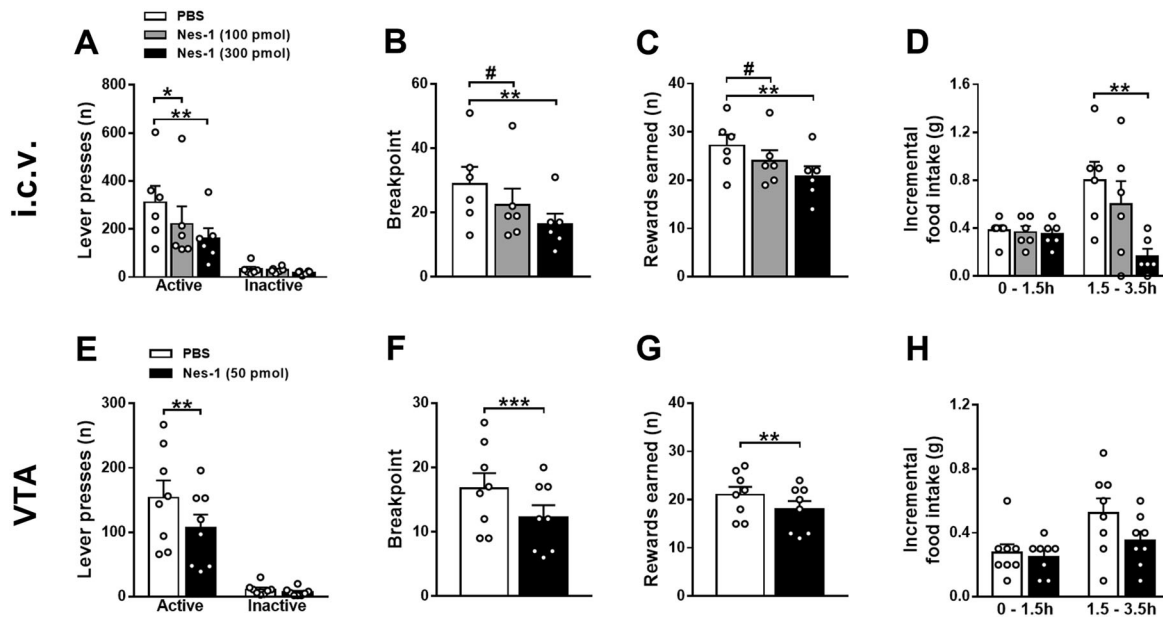 PBS
Nes-1 (100 pmol)
Nes-1 (300 pmol)
i.c.v.
A
Lever presses (n)
800
600
400
200
0
*
**
Active
Inactive
B
Breakpoint
60
40
20
0
#
**
C
Rewards earned (n)
40
30
20
10
0
#
**
D
Incremental
food intake (g)
1.6
1.2
0.8
0.4
0.0
**
0 - 1.5h
1.5 - 3.5h
VTA
E
PBS
Nes-1 (50 pmol)
Lever presses (n)
300
200
100
0
**
Active
Inactive
F
Breakpoint
30
20
10
0
***
G
Rewards earned (n)
40
30
20
10
0
**
H
Incremental
food intake (g)
1.2
0.8
0.4
0.0
0 - 1.5h
1.5 - 3.5h